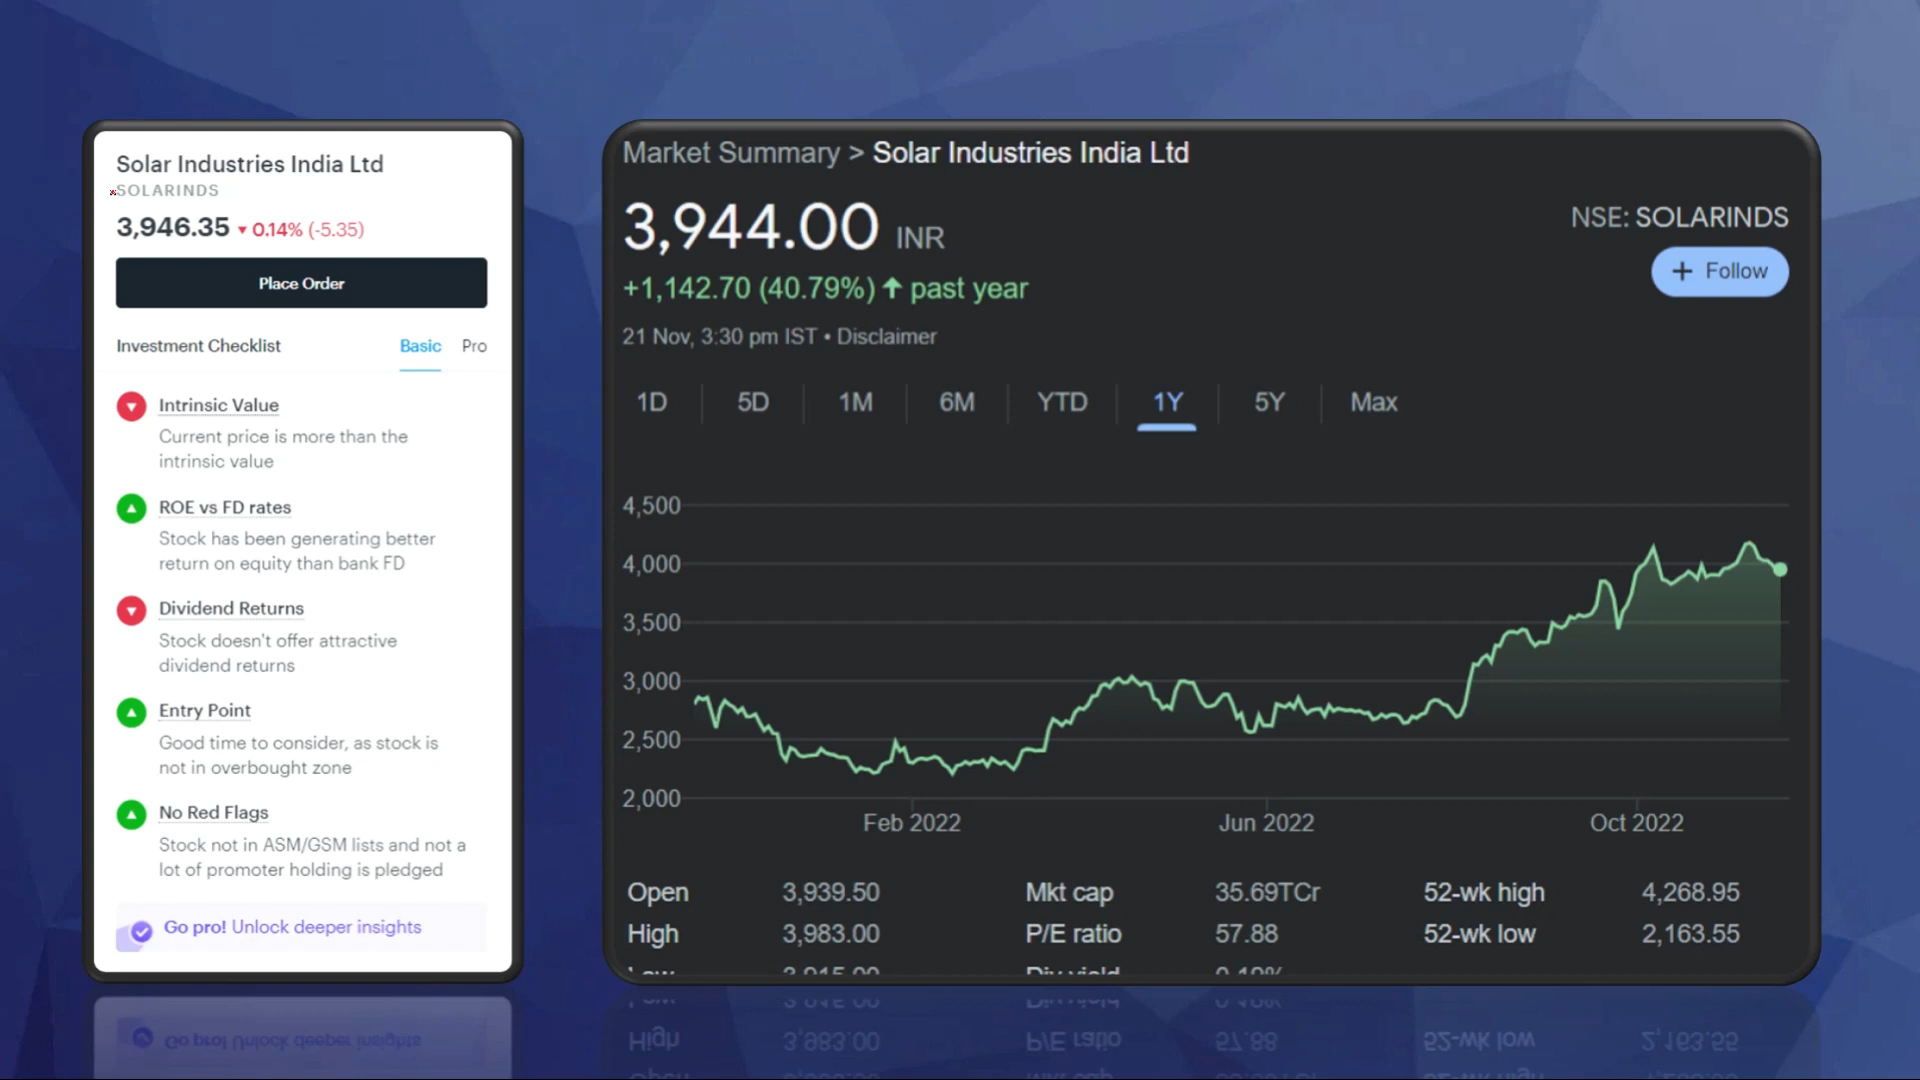 Solar Industries India Ltd
SOLARINDS
3,946.35 ▼ 0.14% (-5.35)
Place Order
Investment Checklist Basic Pro
Intrinsic Value
Current price is more than the
intrinsic value
ROE vs FD rates
Stock has been generating better
return on equity than bank FD
Dividend Returns
Stock doesn't offer attractive
dividend returns
Entry Point
Good time to consider, as stock is
not in overbought zone
No Red Flags
Stock not in ASM/GSM lists and not a
lot of promoter holding is pledged
Go pro! Unlock deeper insights
Market Summary > Solar Industries India Ltd
3,944.00 INR
NSE: SOLARINDS
+ Follow
+1,142.70 (40.79%) ↑ past year
21 Nov, 3:30 pm IST • Disclaimer
1D 5D 1M 6M YTD 1Y 5Y Max
4,500
4,000
3,500
3,000
2,500
2,000
Feb 2022 Jun 2022 Oct 2022
Open 3,939.50 Mkt cap 35.69TCr 52-wk high 4,268.95
High 3,983.00 P/E ratio 57.88 52-wk low 2,163.55
Low 3,915.00 Div yield 0.19%